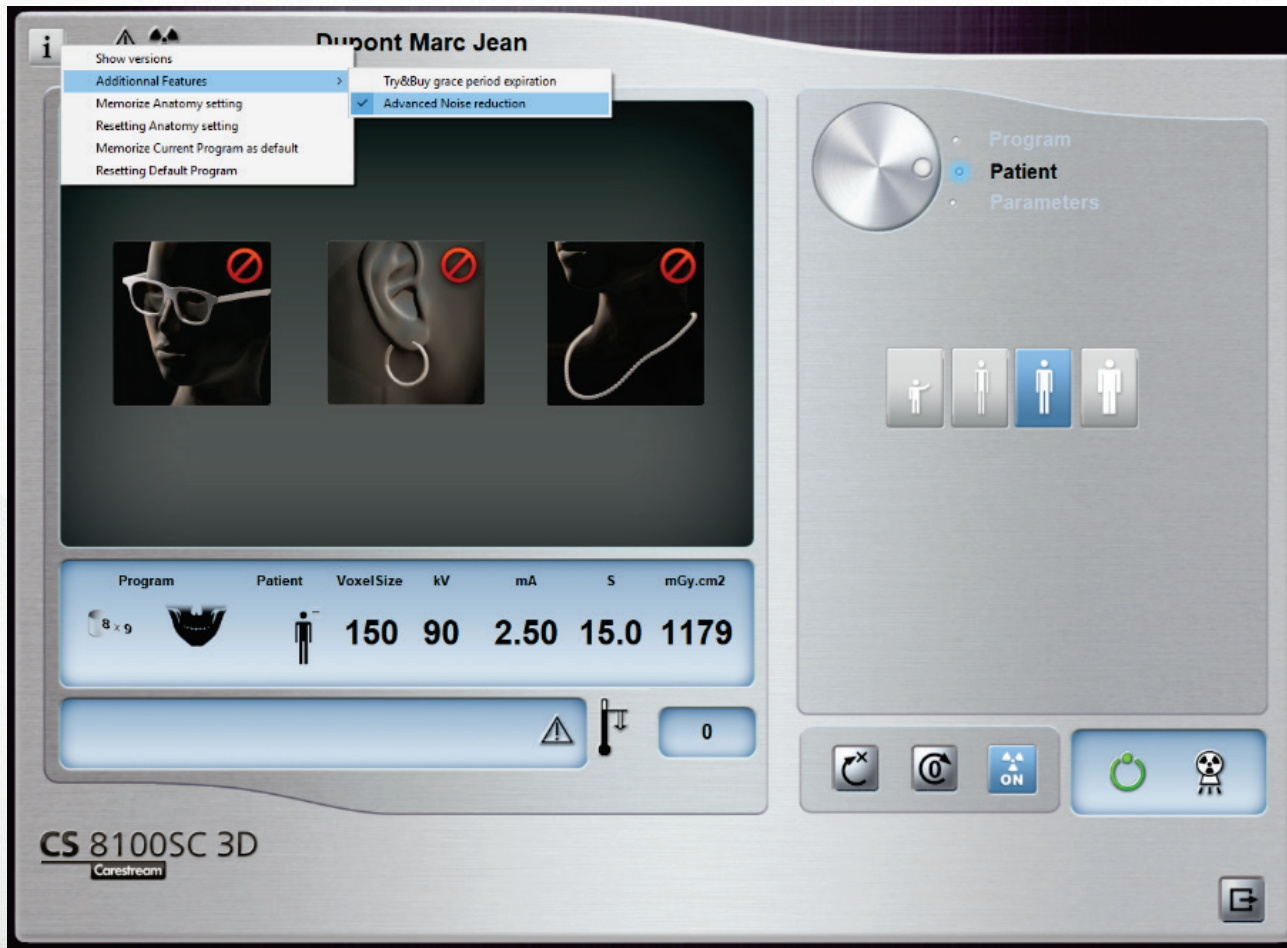 i
Dupont Marc Jean
Show versions
Additionnal Features >
Memorize Anatomy setting
Resetting Anatomy setting
Memorize Current Program as default
Resetting Default Program
Try&Buy grace period expiration
Advanced Noise reduction
Program
Patient
Parameters
Program Patient VoxelSize kV mA S mGy.cm2
8 x 9 150 90 2.50 15.0 1179
0
0
ON
CS 8100SC 3D
Carestream